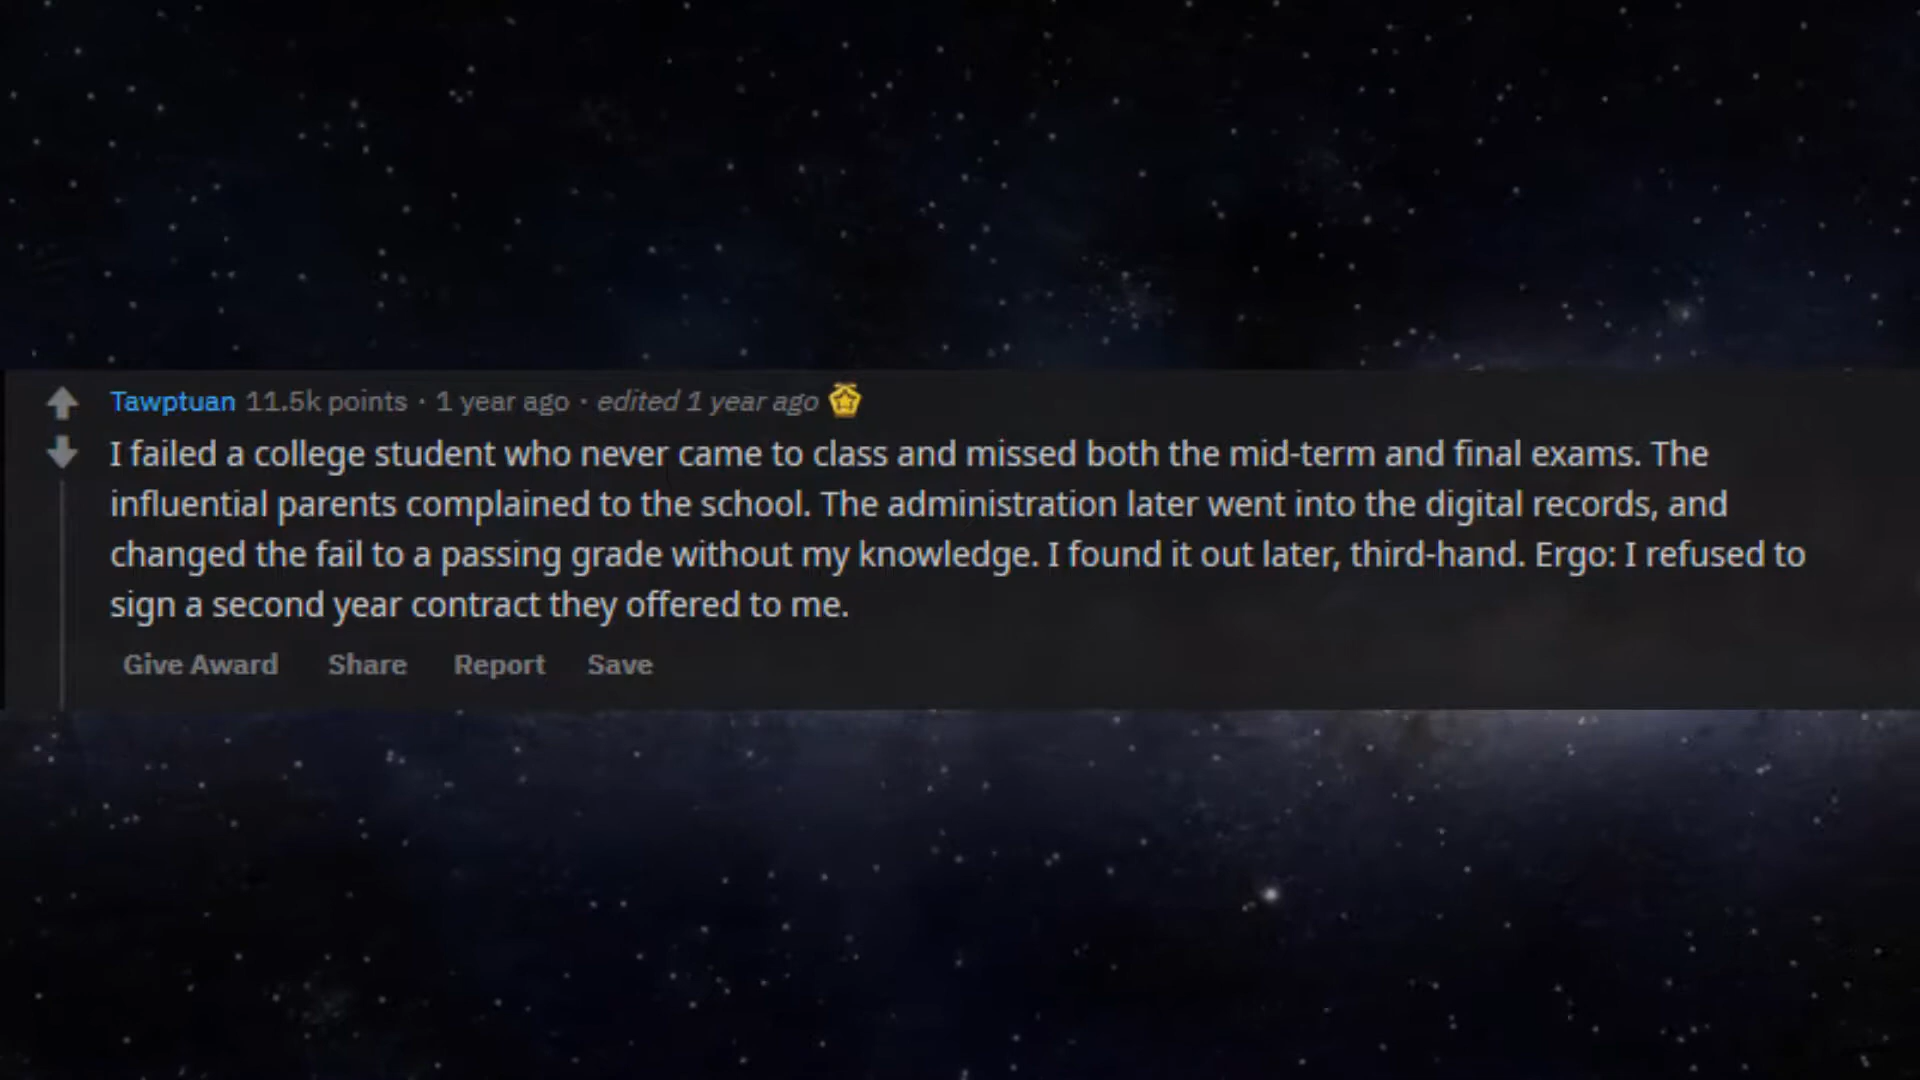 Tawptuan 11.5k points · 1 year ago · edited 1 year ago
I failed a college student who never came to class and missed both the mid-term and final exams. The
influential parents complained to the school. The administration later went into the digital records, and
changed the fail to a passing grade without my knowledge. I found it out later, third-hand. Ergo: I refused to
sign a second year contract they offered to me.
Give Award Share Report Save